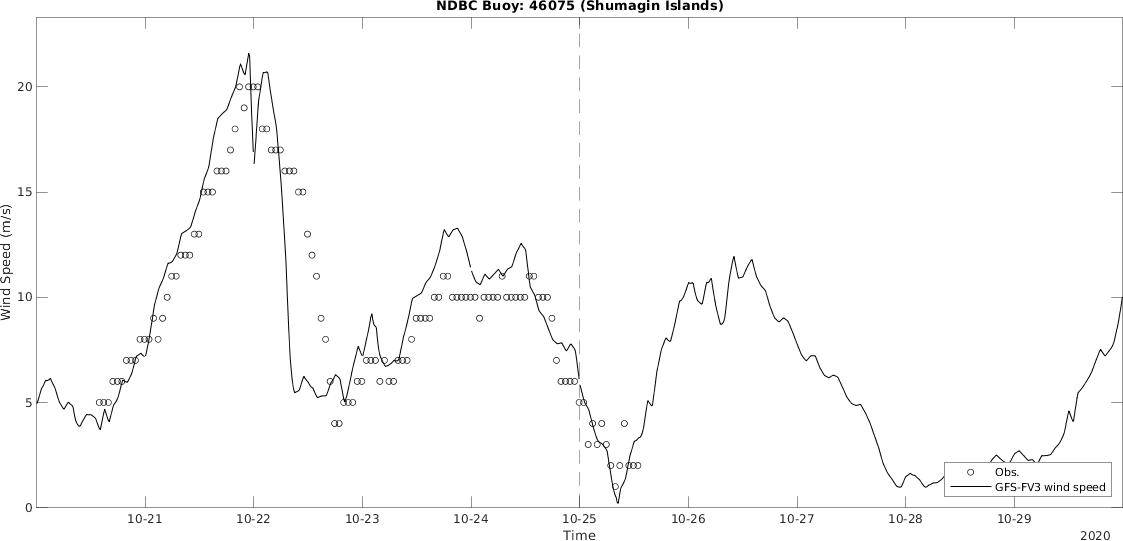 NDBC Buoy: 46075 (Shumagin Islands)
Wind Speed (m/s)
20
15
10
5
0
10-21 10-22 10-23 10-24 10-25 10-26 10-27 10-28 10-29
Time
2020
Obs.
GFS-FV3 wind speed